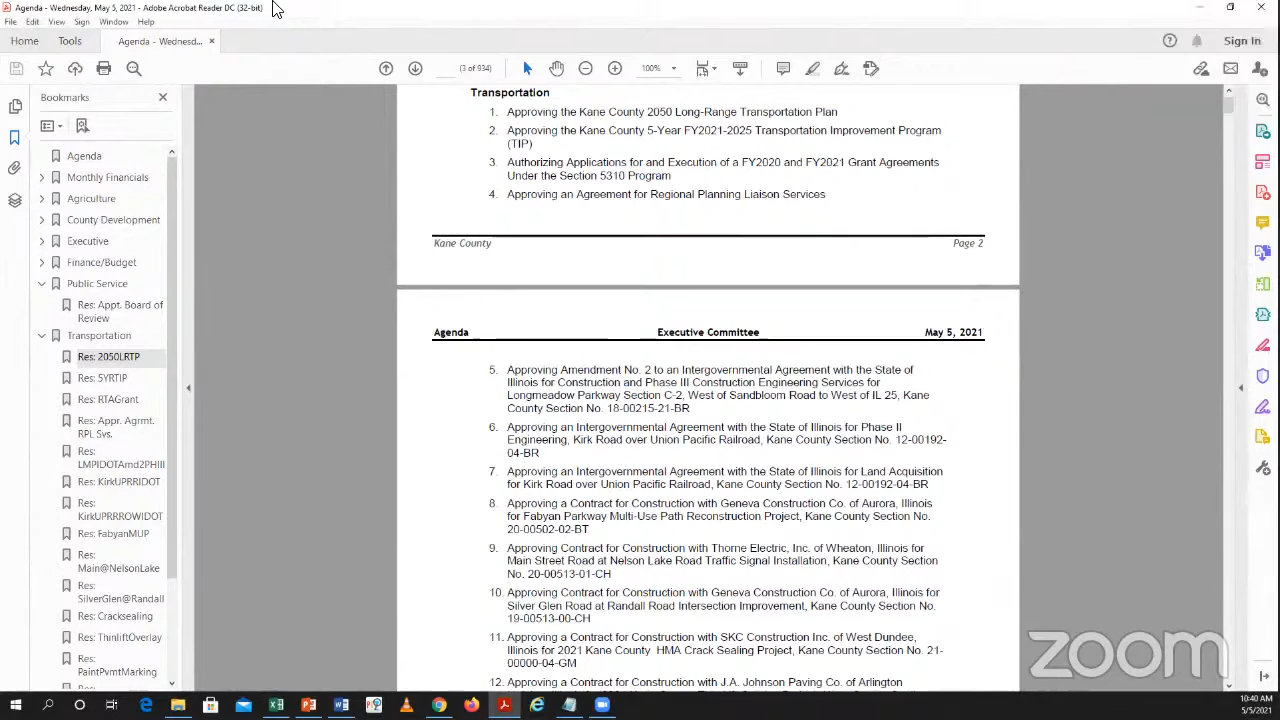 Agenda - Wednesday, May 5, 2021 - Adobe Acrobat Reader DC (32-bit)
File Edit View Sign Window Help
Home Tools Agenda - Wednesd... × Sign In
(3 of 934) 100%
Bookmarks
Agenda
Monthly Financials
Agriculture
County Development
Executive
Finance/Budget
Public Service
Res: Appt. Board of
Review
Transportation
Res: 2050LRTP
Res: 5YRTIP
Res: RTAGrant
Res: Appr. Agrmt.
RPL Svs.
Res:
LMPIDOTAmd2PHIII
Res: KirkUPRRIDOT
Res:
KirkUPRRROWIDOT
Res: FabyanMUP
Res:
Main@NelsonLake
Res:
SilverGlen@Randall
Res: Cracksealing
Res: ThinliftOverlay
Res:
PaintPvmtMarking
Transportation
1. Approving the Kane County 2050 Long-Range Transportation Plan
2. Approving the Kane County 5-Year FY2021-2025 Transportation Improvement Program
(TIP)
3. Authorizing Applications for and Execution of a FY2020 and FY2021 Grant Agreements
Under the Section 5310 Program
4. Approving an Agreement for Regional Planning Liaison Services
Kane County Page 2
Agenda Executive Committee May 5, 2021
5. Approving Amendment No. 2 to an Intergovernmental Agreement with the State of
Illinois for Construction and Phase III Construction Engineering Services for
Longmeadow Parkway Section C-2, West of Sandbloom Road to West of IL 25, Kane
County Section No. 18-00215-21-BR
6. Approving an Intergovernmental Agreement with the State of Illinois for Phase II
Engineering, Kirk Road over Union Pacific Railroad, Kane County Section No. 12-00192-
04-BR
7. Approving an Intergovernmental Agreement with the State of Illinois for Land Acquisition
for Kirk Road over Union Pacific Railroad, Kane County Section No. 12-00192-04-BR
8. Approving a Contract for Construction with Geneva Construction Co. of Aurora, Illinois
for Fabyan Parkway Multi-Use Path Reconstruction Project, Kane County Section No.
20-00502-02-BT
9. Approving Contract for Construction with Thorne Electric, Inc. of Wheaton, Illinois for
Main Street Road at Nelson Lake Road Traffic Signal Installation, Kane County Section
No. 20-00513-01-CH
10. Approving Contract for Construction with Geneva Construction Co. of Aurora, Illinois for
Silver Glen Road at Randall Road Intersection Improvement, Kane County Section No.
19-00513-00-CH
11. Approving a Contract for Construction with SKC Construction Inc. of West Dundee,
Illinois for 2021 Kane County HMA Crack Sealing Project, Kane County Section No. 21-
00000-04-GM
12. Approving a Contract for Construction with J.A. Johnson Paving Co. of Arlington
zoom
10:40 AM
5/5/2021